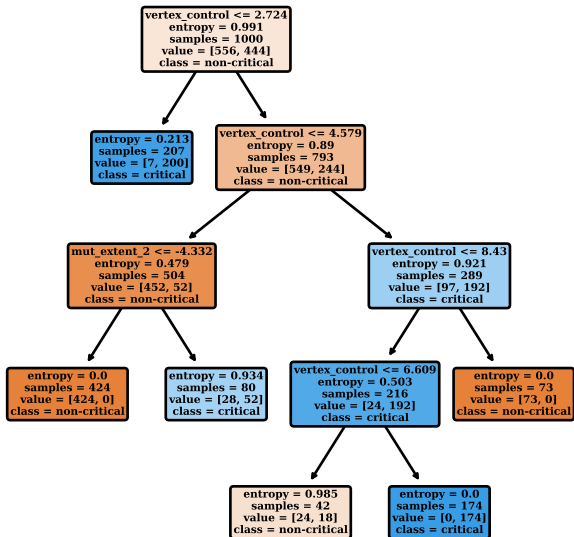 vertex_control <= 2.724
entropy = 0.991
samples = 1000
value = [556, 444]
class = non-critical
entropy = 0.213
samples = 207
value = [7, 200]
class = critical
vertex_control <= 4.579
entropy = 0.89
samples = 793
value = [549, 244]
class = non-critical
mut_extent_2 <= -4.332
entropy = 0.479
samples = 504
value = [452, 52]
class = non-critical
vertex_control <= 8.43
entropy = 0.921
samples = 289
value = [97, 192]
class = critical
entropy = 0.0
samples = 424
value = [424, 0]
class = non-critical
entropy = 0.934
samples = 80
value = [28, 52]
class = critical
vertex_control <= 6.609
entropy = 0.503
samples = 216
value = [24, 192]
class = critical
entropy = 0.0
samples = 73
value = [73, 0]
class = non-critical
entropy = 0.985
samples = 42
value = [24, 18]
class = non-critical
entropy = 0.0
samples = 174
value = [0, 174]
class = critical